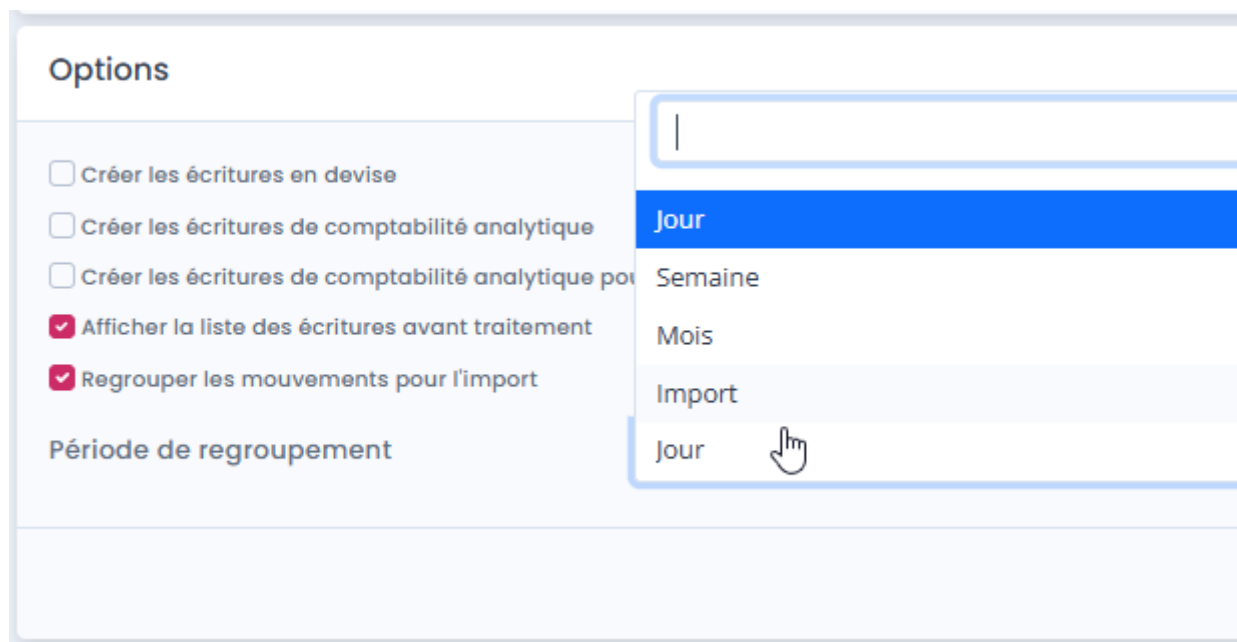 Options
Créer les écritures en devise
Créer les écritures de comptabilité analytique
Créer les écritures de comptabilité analytique
Afficher la liste des écritures avant traitement
Regrouper les mouvements pour l'import
Période de regroupement
Jour
Semaine
Mois
Import
Jour